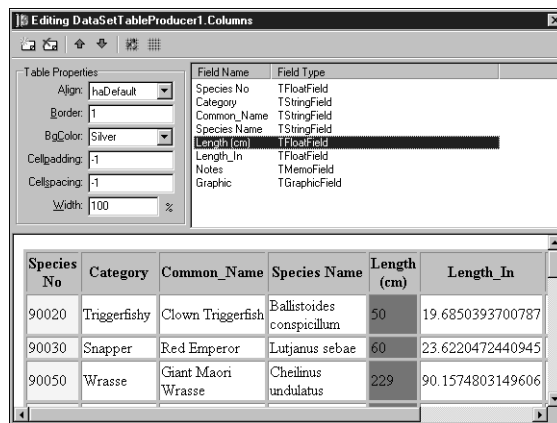 Editing DataSetTableProducer1.Columns
Table Properties
Align: haDefault
Border: 1
BgColor: Silver
Cellpadding: -1
Cellspacing: -1
Width: 100 %
Field Name Field Type
Species No TFloatField
Category TStringField
Common_Name TStringField
Species Name TStringField
Length (cm) TFloatField
Length_In TFloatField
Notes TMemoField
Graphic TGraphicField
Species No Category Common_Name Species Name Length (cm) Length_In
90020 Triggerfishy Clown Triggerfish Ballistoides conspicillum 50 19.6850393700787
90030 Snapper Red Emperor Lutjanus sebae 60 23.6220472440945
90050 Wrasse Giant Maori Wrasse Cheilinus undulatus 229 90.1574803149606